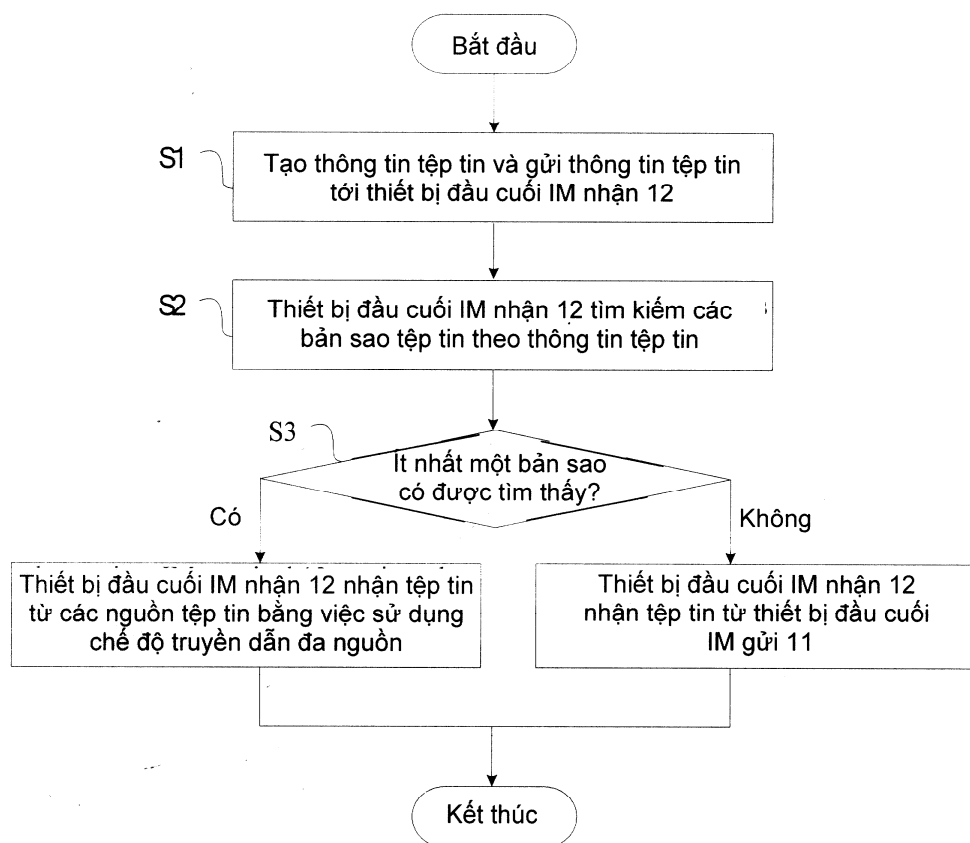 Bắt đầu
S1
Tạo thông tin tệp tin và gửi thông tin tệp tin
tới thiết bị đầu cuối IM nhận 12
S2
Thiết bị đầu cuối IM nhận 12 tìm kiếm các
bản sao tệp tin theo thông tin tệp tin
S3
Ít nhất một bản sao
có được tìm thấy?
Có
Không
Thiết bị đầu cuối IM nhận 12 nhận tệp tin
từ các nguồn tệp tin bằng việc sử dụng
chế độ truyền dẫn đa nguồn
Thiết bị đầu cuối IM nhận 12
nhận tệp tin từ thiết bị đầu cuối
IM gửi 11
Kết thúc